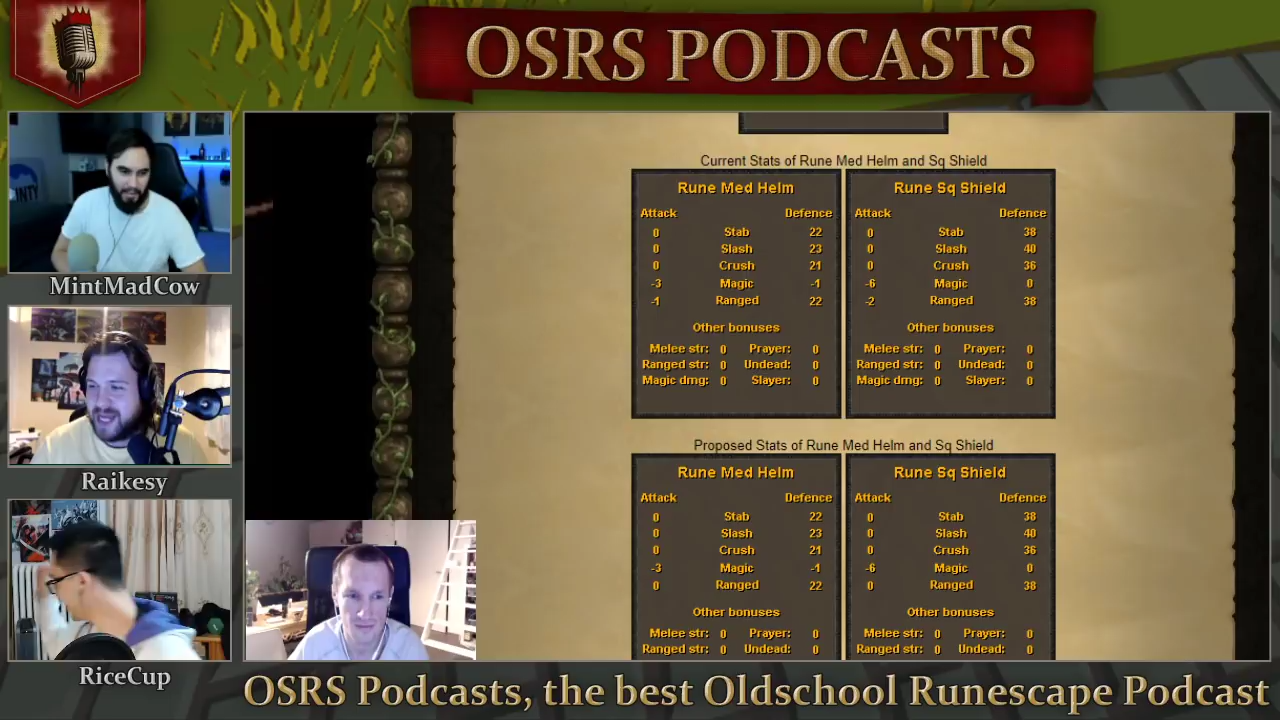 OSRS PODCASTS
MintMadCow
Raikesy
RiceCup
Current Stats of Rune Med Helm and Sq Shield
Rune Med Helm
Attack Defence
0 Stab 22
0 Slash 23
0 Crush 21
-3 Magic -1
-1 Ranged 22
Other bonuses
Melee str: 0 Prayer: 0
Ranged str: 0 Undead: 0
Magic dmg: 0 Slayer: 0
Rune Sq Shield
Attack Defence
0 Stab 38
0 Slash 40
0 Crush 36
-6 Magic 0
-2 Ranged 38
Other bonuses
Melee str: 0 Prayer: 0
Ranged str: 0 Undead: 0
Magic dmg: 0 Slayer: 0
Proposed Stats of Rune Med Helm and Sq Shield
Rune Med Helm
Attack Defence
0 Stab 22
0 Slash 23
0 Crush 21
-3 Magic -1
0 Ranged 22
Other bonuses
Melee str: 0 Prayer: 0
Ranged str: 0 Undead: 0
Rune Sq Shield
Attack Defence
0 Stab 38
0 Slash 40
0 Crush 36
-6 Magic 0
0 Ranged 38
Other bonuses
Melee str: 0 Prayer: 0
Ranged str: 0 Undead: 0
OSRS Podcasts, the best Oldschool Runescape Podcast